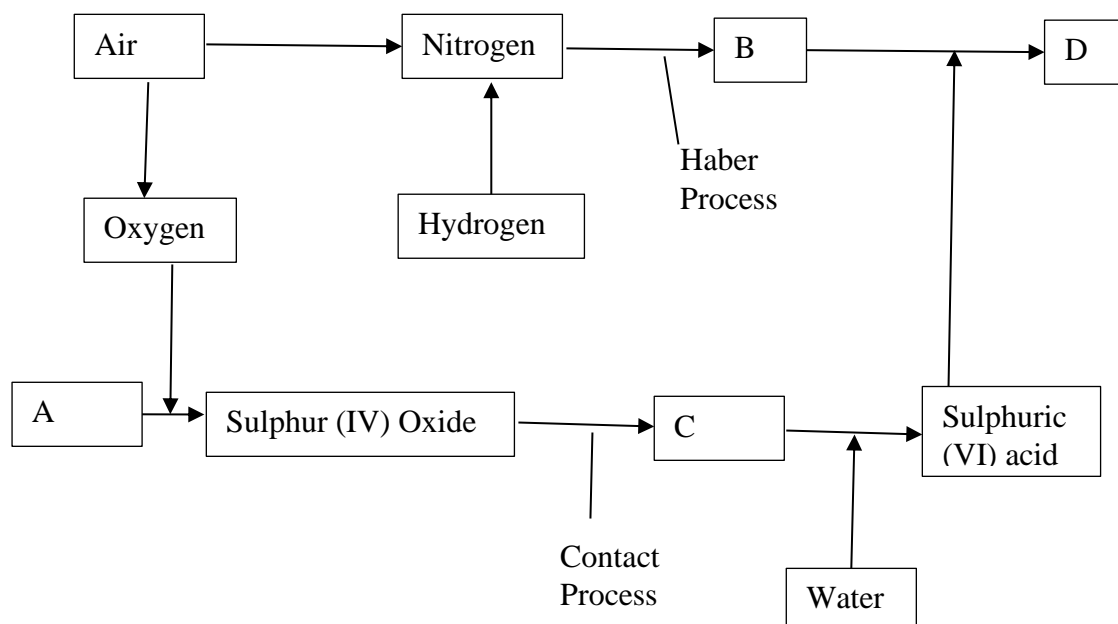 Air
Nitrogen
B
D
Haber
Process
Oxygen
Hydrogen
A
Sulphur (IV) Oxide
C
Sulphuric
(VI) acid
Contact
Process
Water